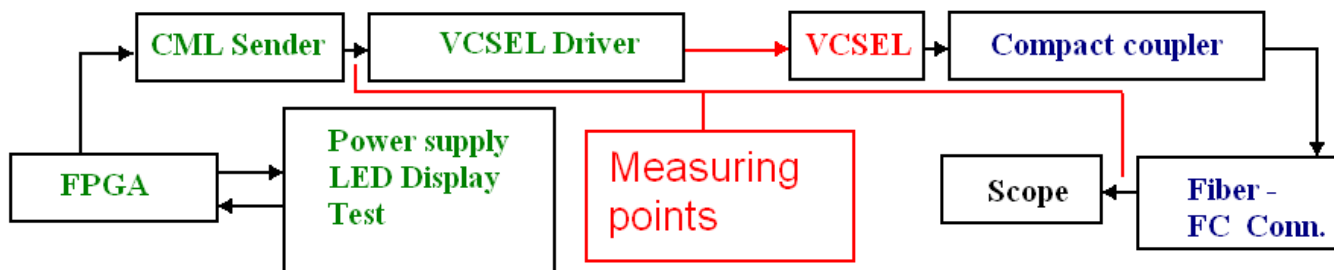 CML Sender
VCSEL Driver
VCSEL
Compact coupler
Power supply
LED Display
Test
FPGA
Measuring
points
Scope
Fiber -
FC Conn.